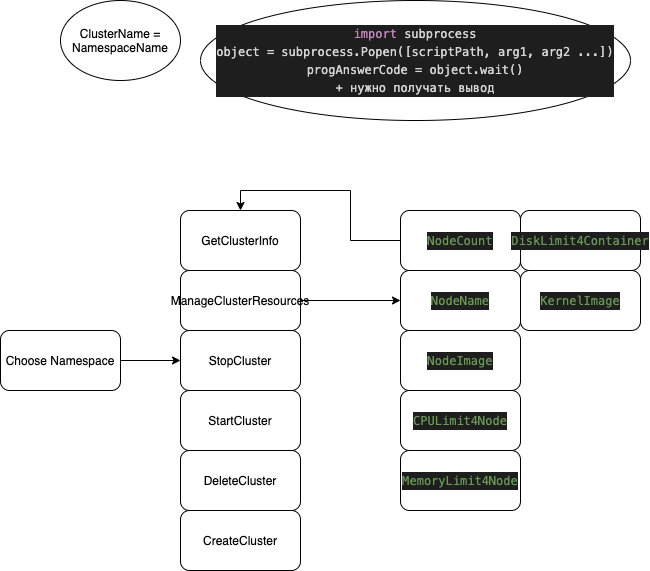 ClusterName =
NamespaceName
import subprocess
object = subprocess.Popen([scriptPath, arg1, arg2 ...])
progAnswerCode = object.wait()
+ нужно получать вывод
GetClusterInfo
NodeCount
DiskLimit4Container
ManageClusterResources
NodeName
KernelImage
Choose Namespace
StopCluster
NodeImage
StartCluster
CPULimit4Node
DeleteCluster
MemoryLimit4Node
CreateCluster